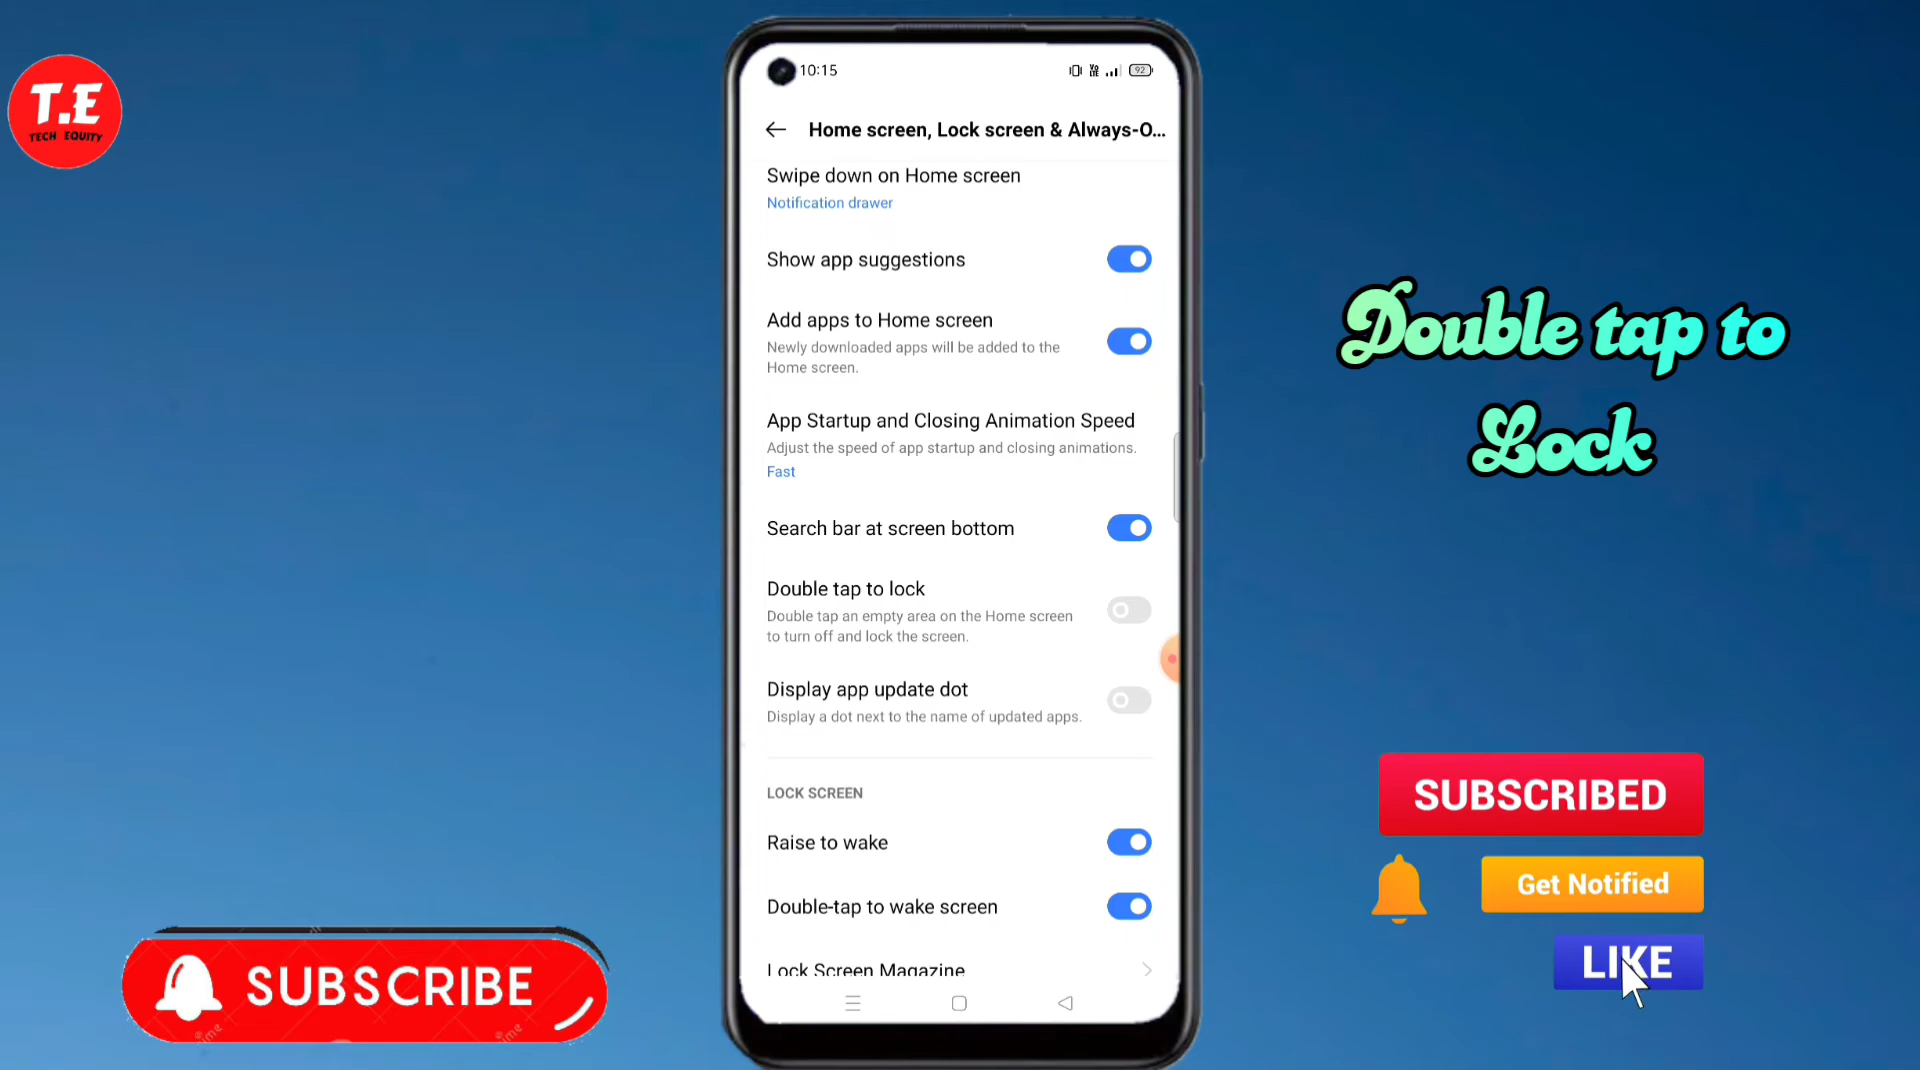 T.E
TECH EQUITY
10:15
92
Home screen, Lock screen & Always-O...
Swipe down on Home screen
Notification drawer
Show app suggestions
Add apps to Home screen
Newly downloaded apps will be added to the
Home screen.
App Startup and Closing Animation Speed
Adjust the speed of app startup and closing animations.
Fast
Search bar at screen bottom
Double tap to lock
Double tap an empty area on the Home screen
to turn off and lock the screen.
Display app update dot
Display a dot next to the name of updated apps.
LOCK SCREEN
Raise to wake
Double-tap to wake screen
Lock Screen Magazine
Double tap to
Lock
SUBSCRIBED
Get Notified
LIKE
SUBSCRIBE